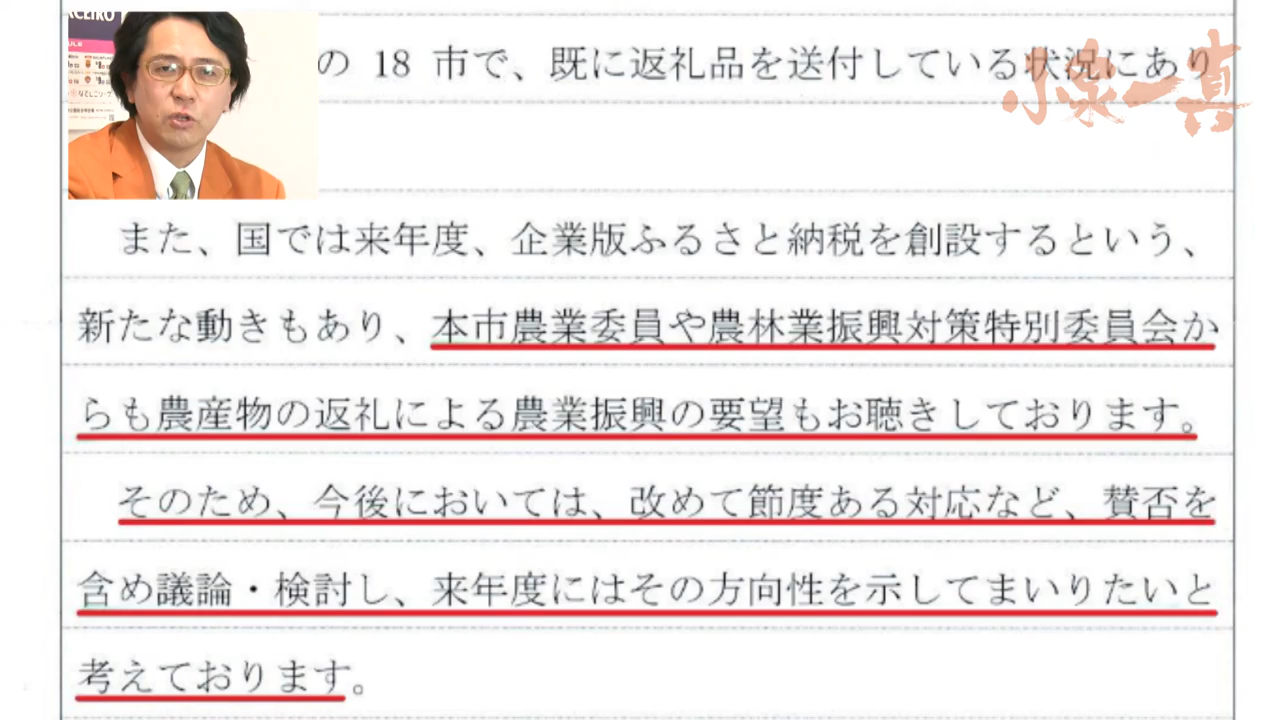 の 18 市で、既に返礼品を送付している状況にあり
小泉一真
また、国では来年度、企業版ふるさと納税を創設するという、
新たな動きもあり、本市農業委員や農林業振興対策特別委員会か
らも農産物の返礼による農業振興の要望もお聴きしております。
そのため、今後においては、改めて節度ある対応など、賛否を
含め議論・検討し、来年度にはその方向性を示してまいりたいと
考えております。